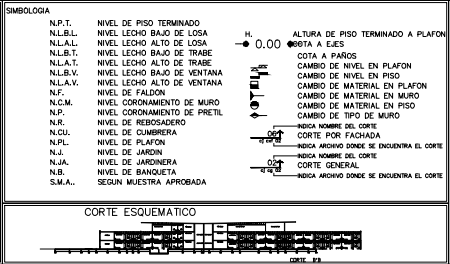 SIMBOLOGIA
N.P.T. NIVEL DE PISO TERMINADO
N.L.B.L. NIVEL LECHO BAJO DE LOSA
N.L.A.L. NIVEL LECHO ALTO DE LOSA
N.L.B.T. NIVEL LECHO BAJO DE TRABE
N.L.A.T. NIVEL LECHO ALTO DE TRABE
N.L.B.V. NIVEL LECHO BAJO DE VENTANA
N.L.A.V. NIVEL LECHO ALTO DE VENTANA
N.F. NIVEL DE FALDON
N.C.M. NIVEL CORONAMIENTO DE MURO
N.P. NIVEL CORONAMIENTO DE PRETIL
N.R. NIVEL DE REBOSADERO
N.CU. NIVEL DE CUMBRERA
N.PL. NIVEL DE PLAFON
N.J. NIVEL DE JARDIN
N.JA. NIVEL DE JARDINERA
N.B. NIVEL DE BANQUETA
S.M.A.. SEGUN MUESTRA APROBADA
H. ALTURA DE PISO TERMINADO A PLAFON
0.00 COTA A EJES
COTA A PAÑOS
CAMBIO DE NIVEL EN PLAFON
CAMBIO DE NIVEL EN PISO
CAMBIO DE MATERIAL EN PLAFON
CAMBIO DE MATERIAL EN MURO
CAMBIO DE MATERIAL EN PISO
CAMBIO DE TIPO DE MURO
INDICA NOMBRE DEL CORTE
06 CORTE POR FACHADA
INDICA ARCHIVO DONDE SE ENCUENTRA EL CORTE
INDICA NOMBRE DEL CORTE
02 CORTE GENERAL
INDICA ARCHIVO DONDE SE ENCUENTRA EL CORTE
CORTE ESQUEMATICO
CORTE